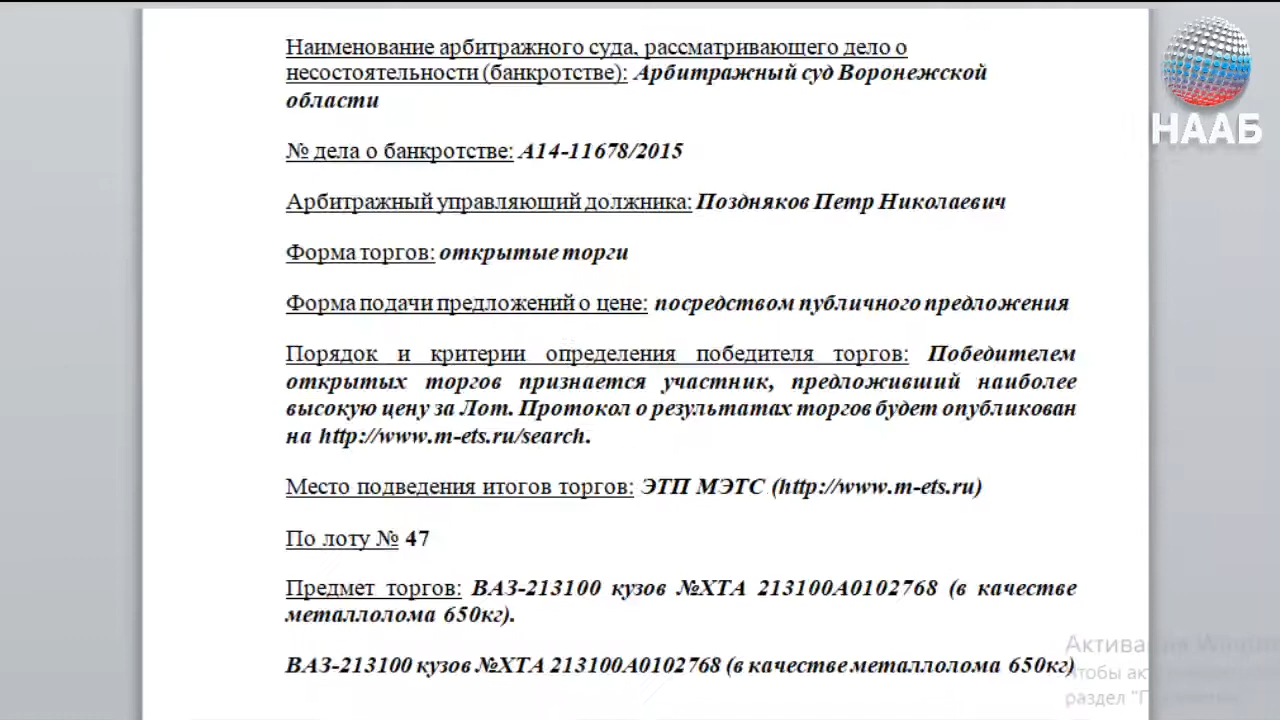 Наименование арбитражного суда, рассматривающего дело о
несостоятельности (банкротстве): Арбитражный суд Воронежской
области
№ дела о банкротстве: А14-11678/2015
Арбитражный управляющий должника: Поздняков Петр Николаевич
Форма торгов: открытые торги
Форма подачи предложений о цене: посредством публичного предложения
Порядок и критерии определения победителя торгов: Победителем
открытых торгов признается участник, предложивший наиболее
высокую цену за Лот. Протокол о результатах торгов будет опубликован
на http://www.m-ets.ru/search.
Место подведения итогов торгов: ЭТП МЭТС (http://www.m-ets.ru)
По лоту № 47
Предмет торгов: ВАЗ-213100 кузов №ХТА 213100А0102768 (в качестве
металлолома 650кг).
ВАЗ-213100 кузов №ХТА 213100А0102768 (в качестве металлолома 650кг)
НААБ
Чтобы
раздел